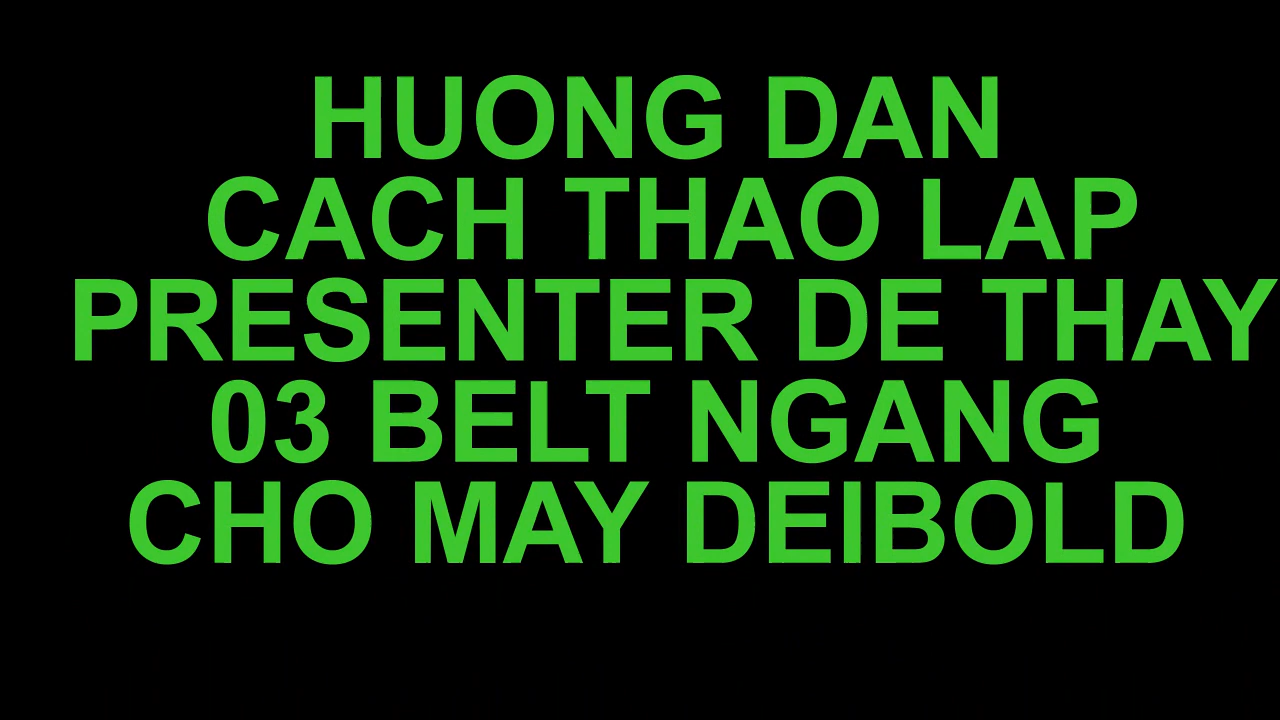 HUONG DAN
CACH THAO LAP
PRESENTER DE THAY
03 BELT NGANG
CHO MAY DEIBOLD